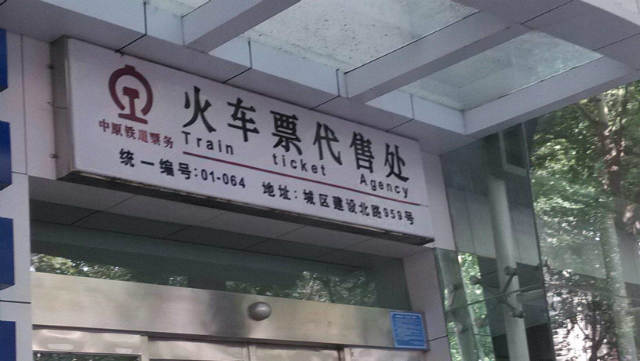 火车票代售处
中原铁道票务
Train ticket Agency
统一编号:01-064 地址:城区建设北路959号